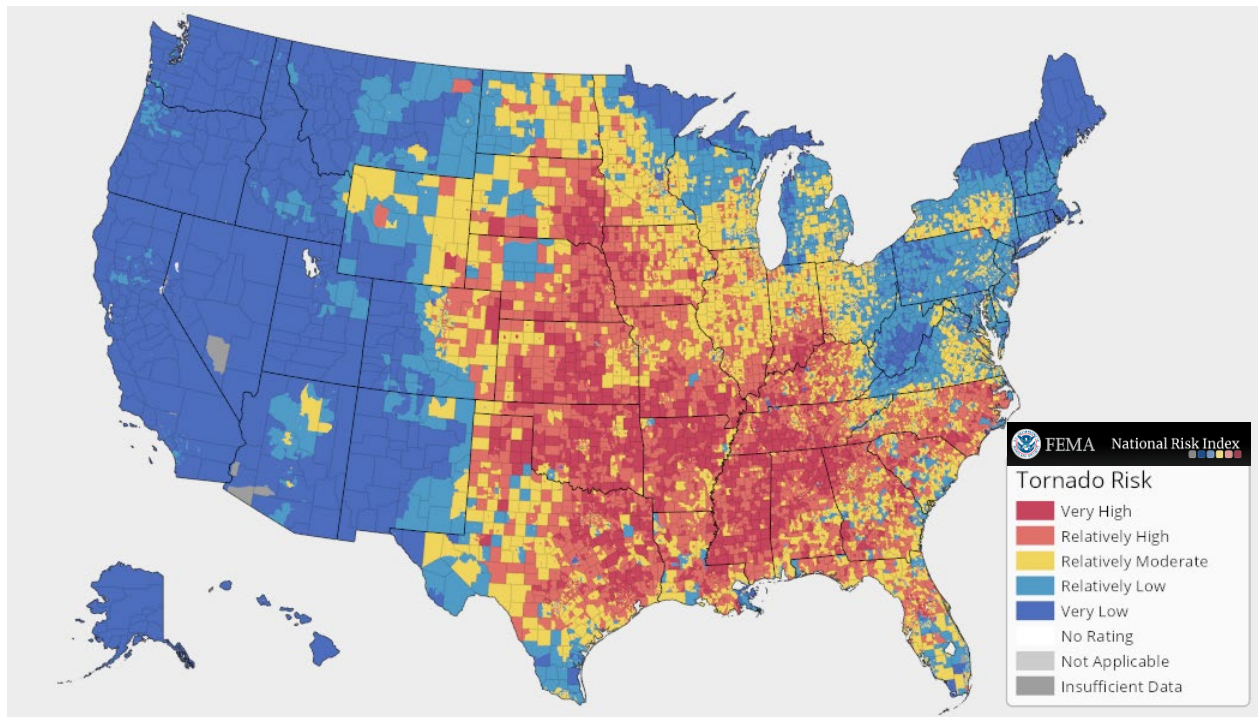 FEMA National Risk Index
Tornado Risk
Very High
Relatively High
Relatively Moderate
Relatively Low
Very Low
No Rating
Not Applicable
Insufficient Data